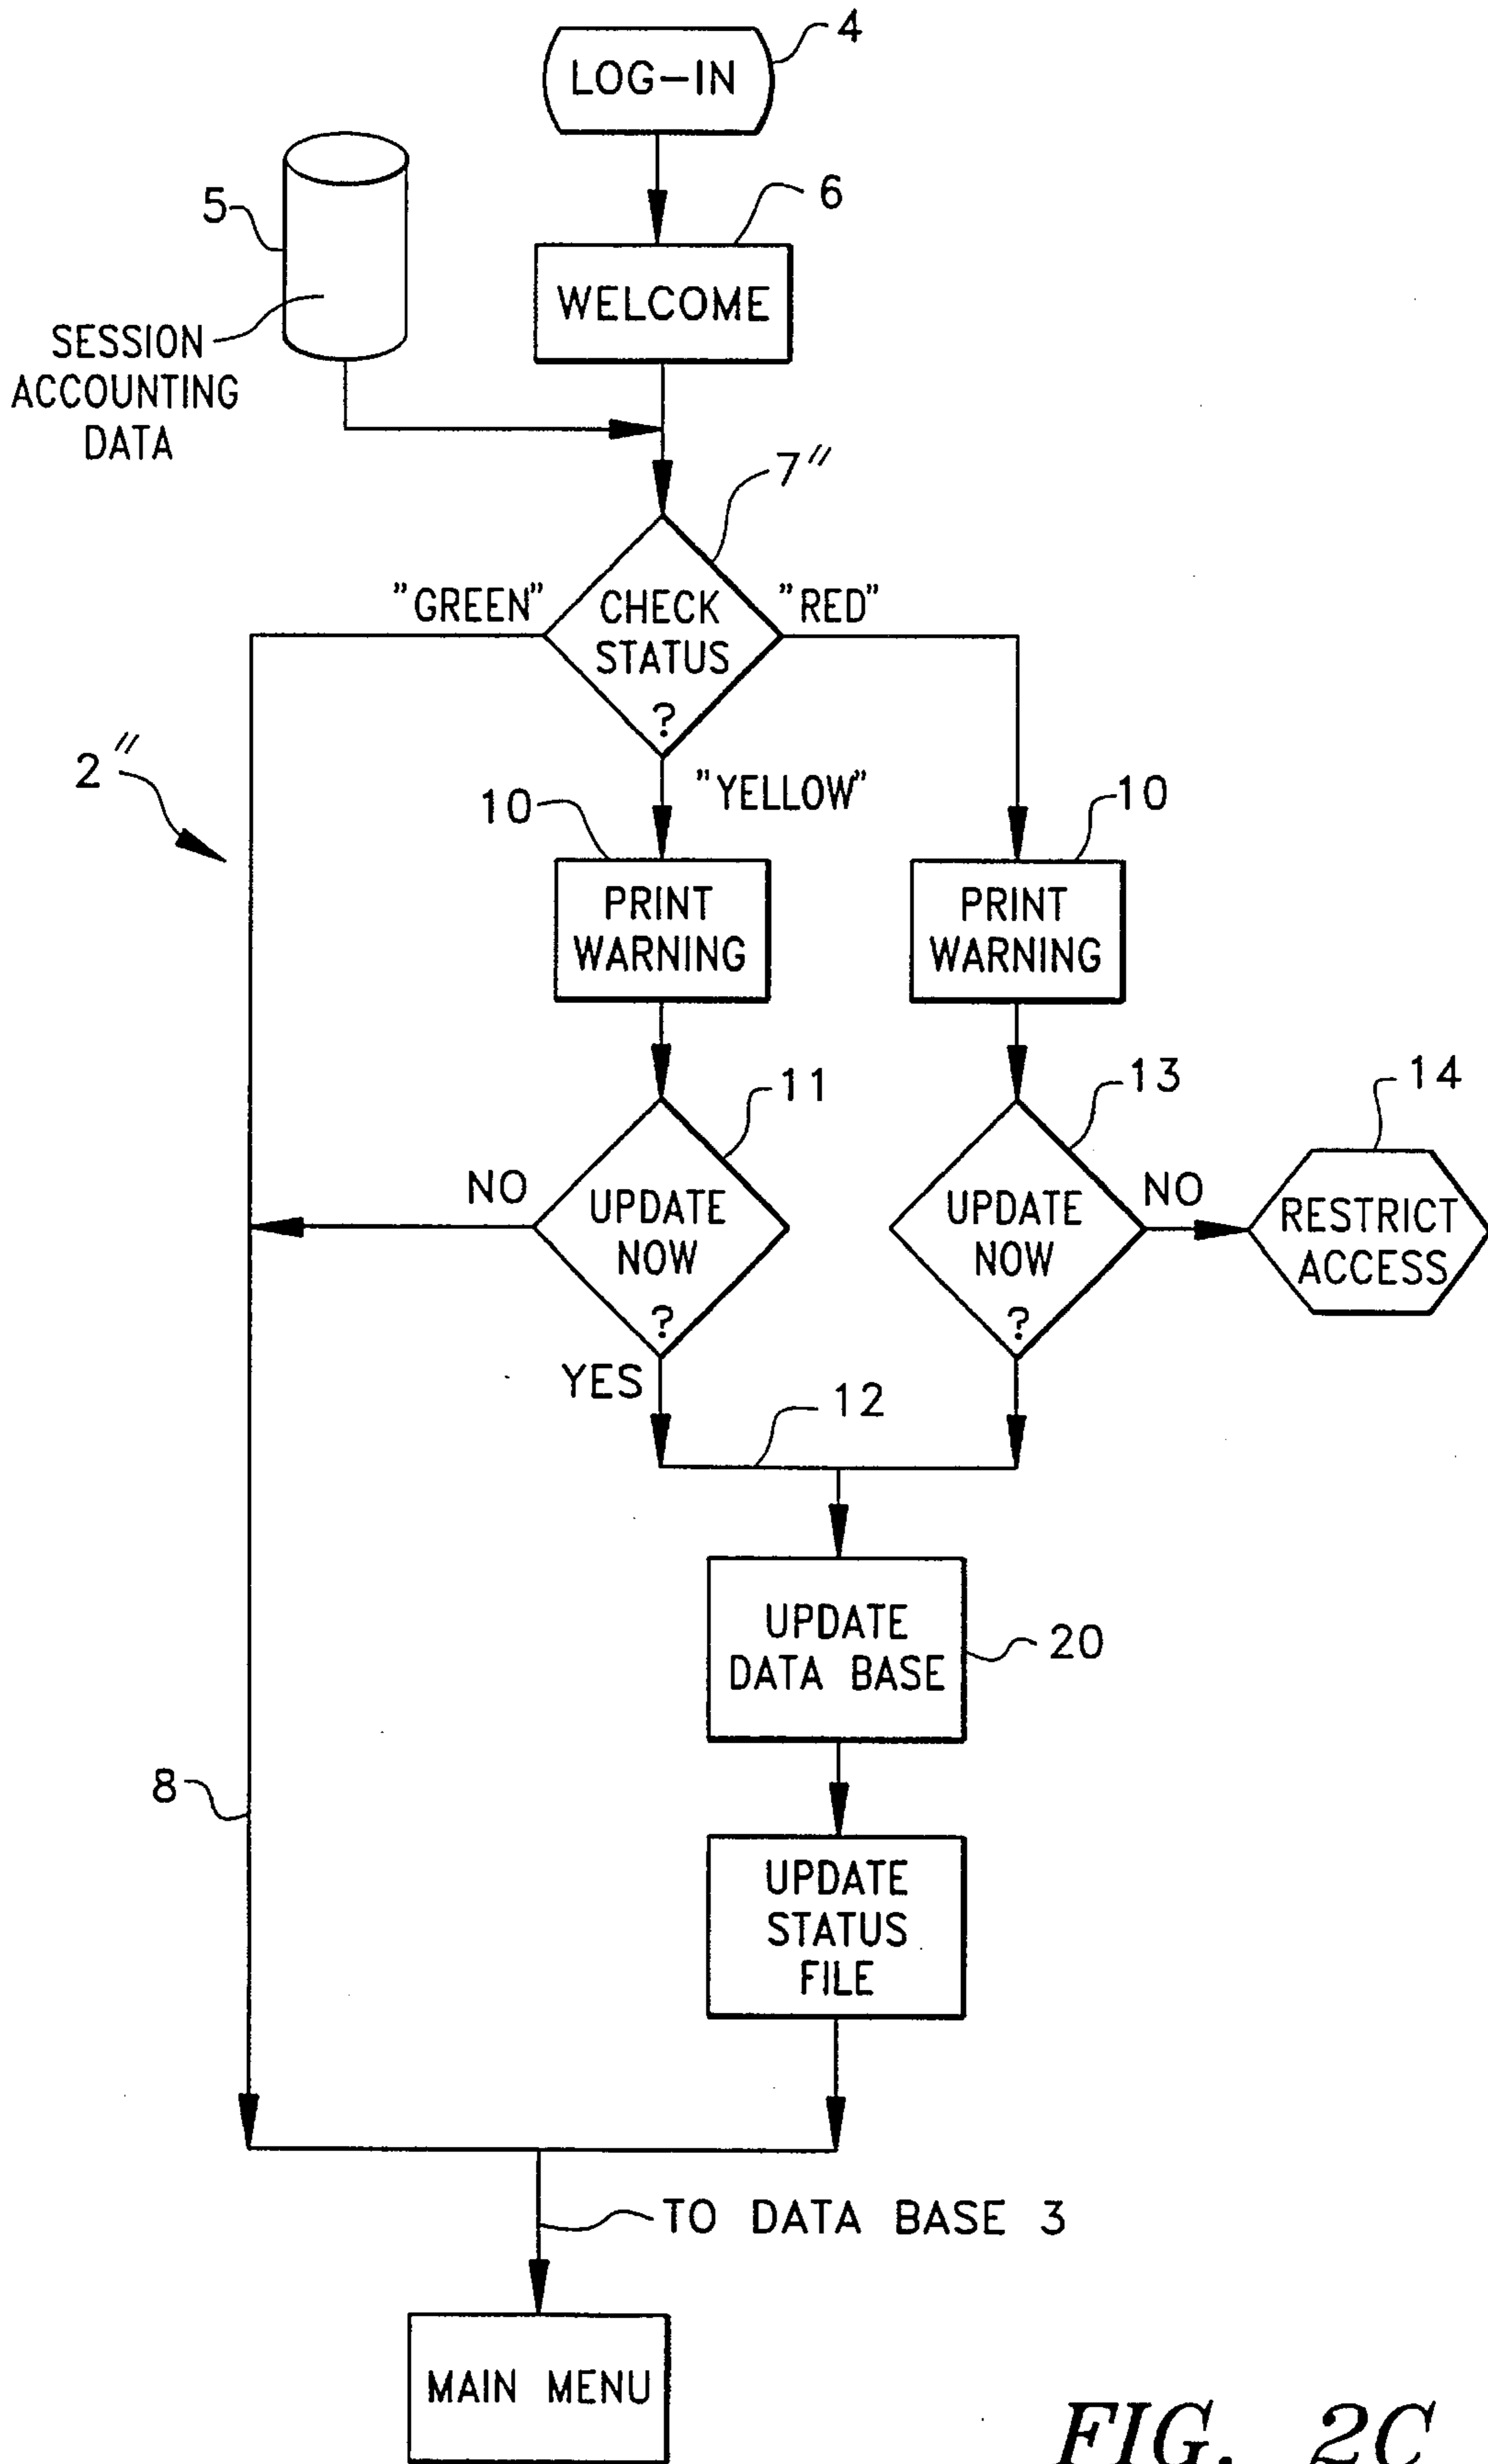 4
LOG-IN
5
6
WELCOME
SESSION
ACCOUNTING
DATA
7"
"GREEN"
CHECK
STATUS
?
"RED"
2"
"YELLOW"
10
10
PRINT
WARNING
PRINT
WARNING
11
13
14
NO
UPDATE
NOW
?
UPDATE
NOW
?
NO
RESTRICT
ACCESS
YES
12
UPDATE
DATA BASE
20
8
UPDATE
STATUS
FILE
TO DATA BASE 3
MAIN MENU
FIG. 2C